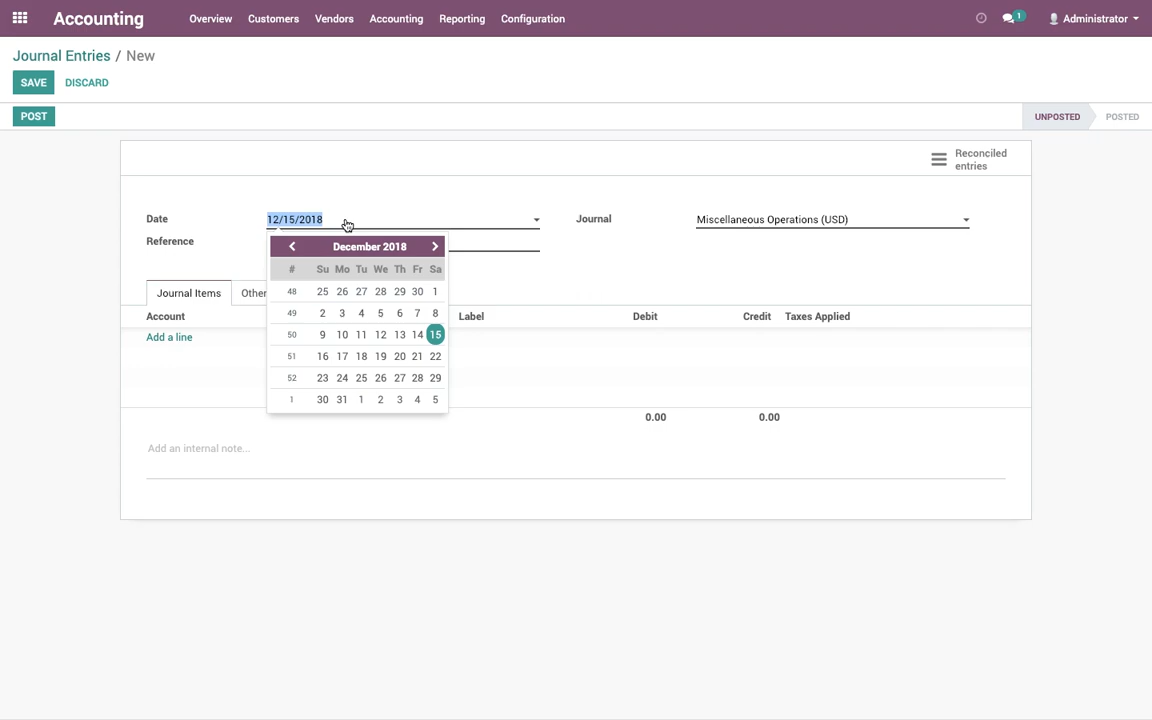 Accounting Overview Customers Vendors Accounting Reporting Configuration 1 Administrator
Journal Entries / New
SAVE DISCARD
POST UNPOSTED POSTED
Reconciled
entries
Date 12/15/2018 Journal Miscellaneous Operations (USD)
Reference
December 2018
# Su Mo Tu We Th Fr Sa
48 25 26 27 28 29 30 1
49 2 3 4 5 6 7 8
50 9 10 11 12 13 14 15
51 16 17 18 19 20 21 22
52 23 24 25 26 27 28 29
1 30 31 1 2 3 4 5
Journal Items Other
Account Label Debit Credit Taxes Applied
Add a line
0.00 0.00
Add an internal note...